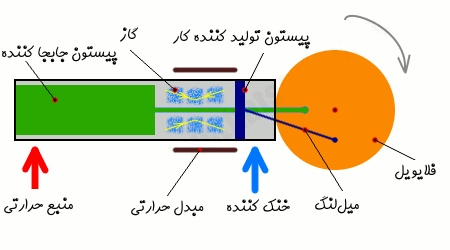 گاز
پیستون تولید کننده کار
پیستون جابجا کننده
فلایویل
میل‌لنگ
خنک کننده
مبدل حرارتی
منبع حرارتی